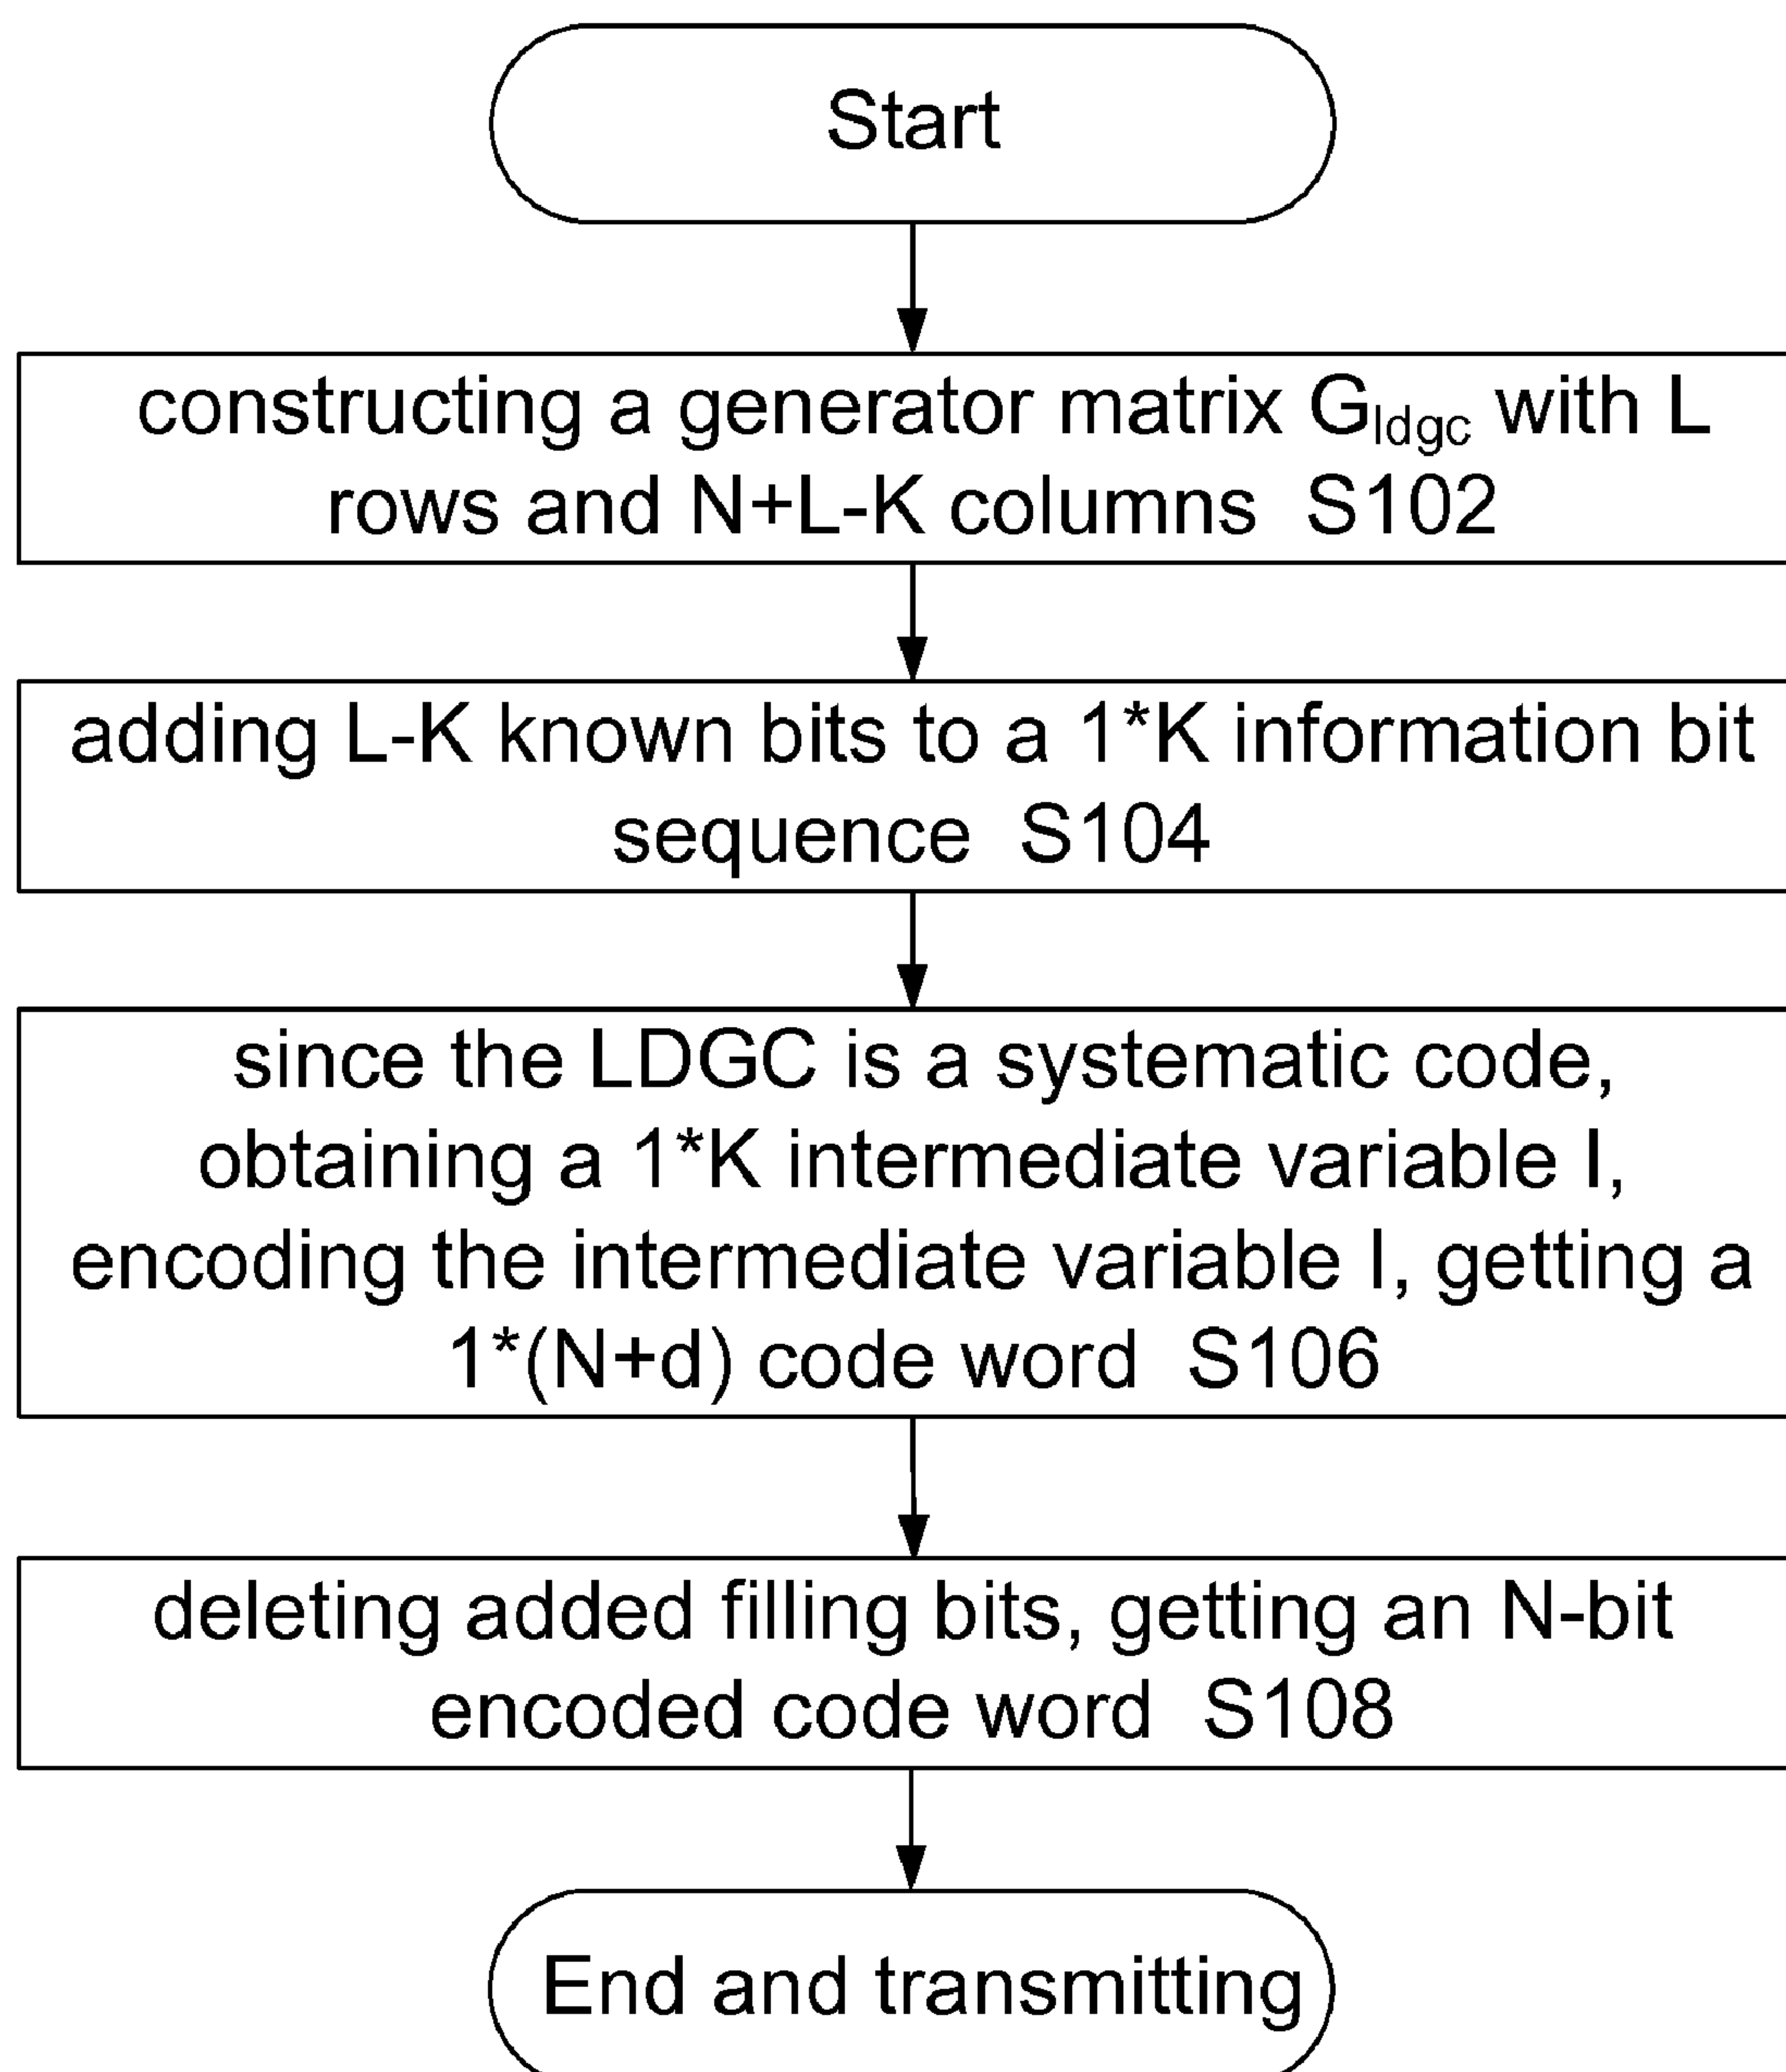 Start
constructing a generator matrix Gldgc with L
rows and N+L-K columns S102
adding L-K known bits to a 1*K information bit
sequence S104
since the LDGC is a systematic code,
obtaining a 1*K intermediate variable I,
encoding the intermediate variable I, getting a
1*(N+d) code word S106
deleting added filling bits, getting an N-bit
encoded code word S108
End and transmitting